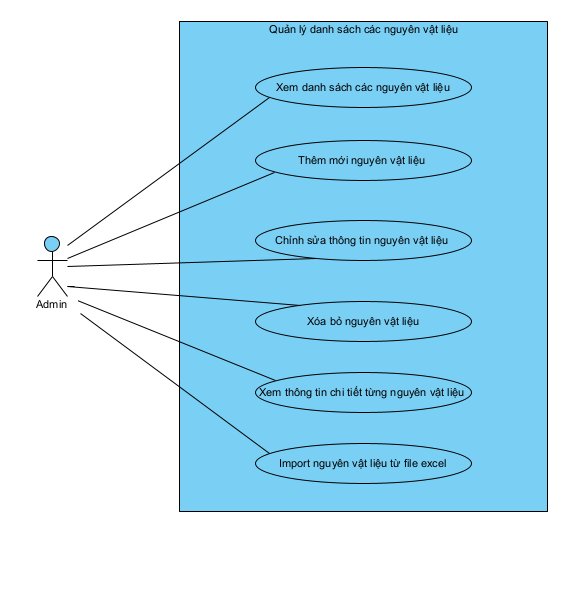 Quản lý danh sách các nguyên vật liệu
Xem danh sách các nguyên vật liệu
Thêm mới nguyên vật liệu
Chỉnh sửa thông tin nguyên vật liệu
Admin
Xóa bỏ nguyên vật liệu
Xem thông tin chi tiết từng nguyên vật liệu
Import nguyên vật liệu từ file excel